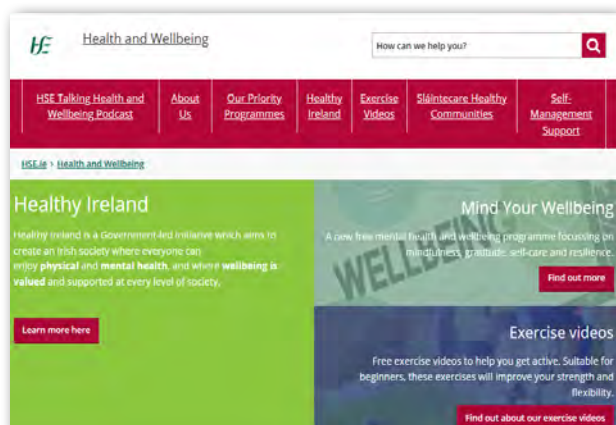 HE
Health and Wellbeing
How can we help you?
HSE Talking Health and
Wellbeing Podcast
About
Us
Our Priority
Programmes
Healthy
Ireland
Exercise
Videos
Sláintecare Healthy
Communities
Self-
Management
Support
HSE.ie › Health and Wellbeing
Healthy Ireland
Healthy Ireland is a Government-led initiative which aims to
create an Irish society where everyone can
enjoy physical and mental health, and where wellbeing is
valued and supported at every level of society.
Learn more here
WELLBEING
Mind Your Wellbeing
A new free mental health and wellbeing programme focussing on
mindfulness, gratitude, self-care and resilience.
Find out more
Exercise videos
Free exercise videos to help you get active. Suitable for
beginners, these exercises will improve your strength and
flexibility.
Find out about our exercise videos